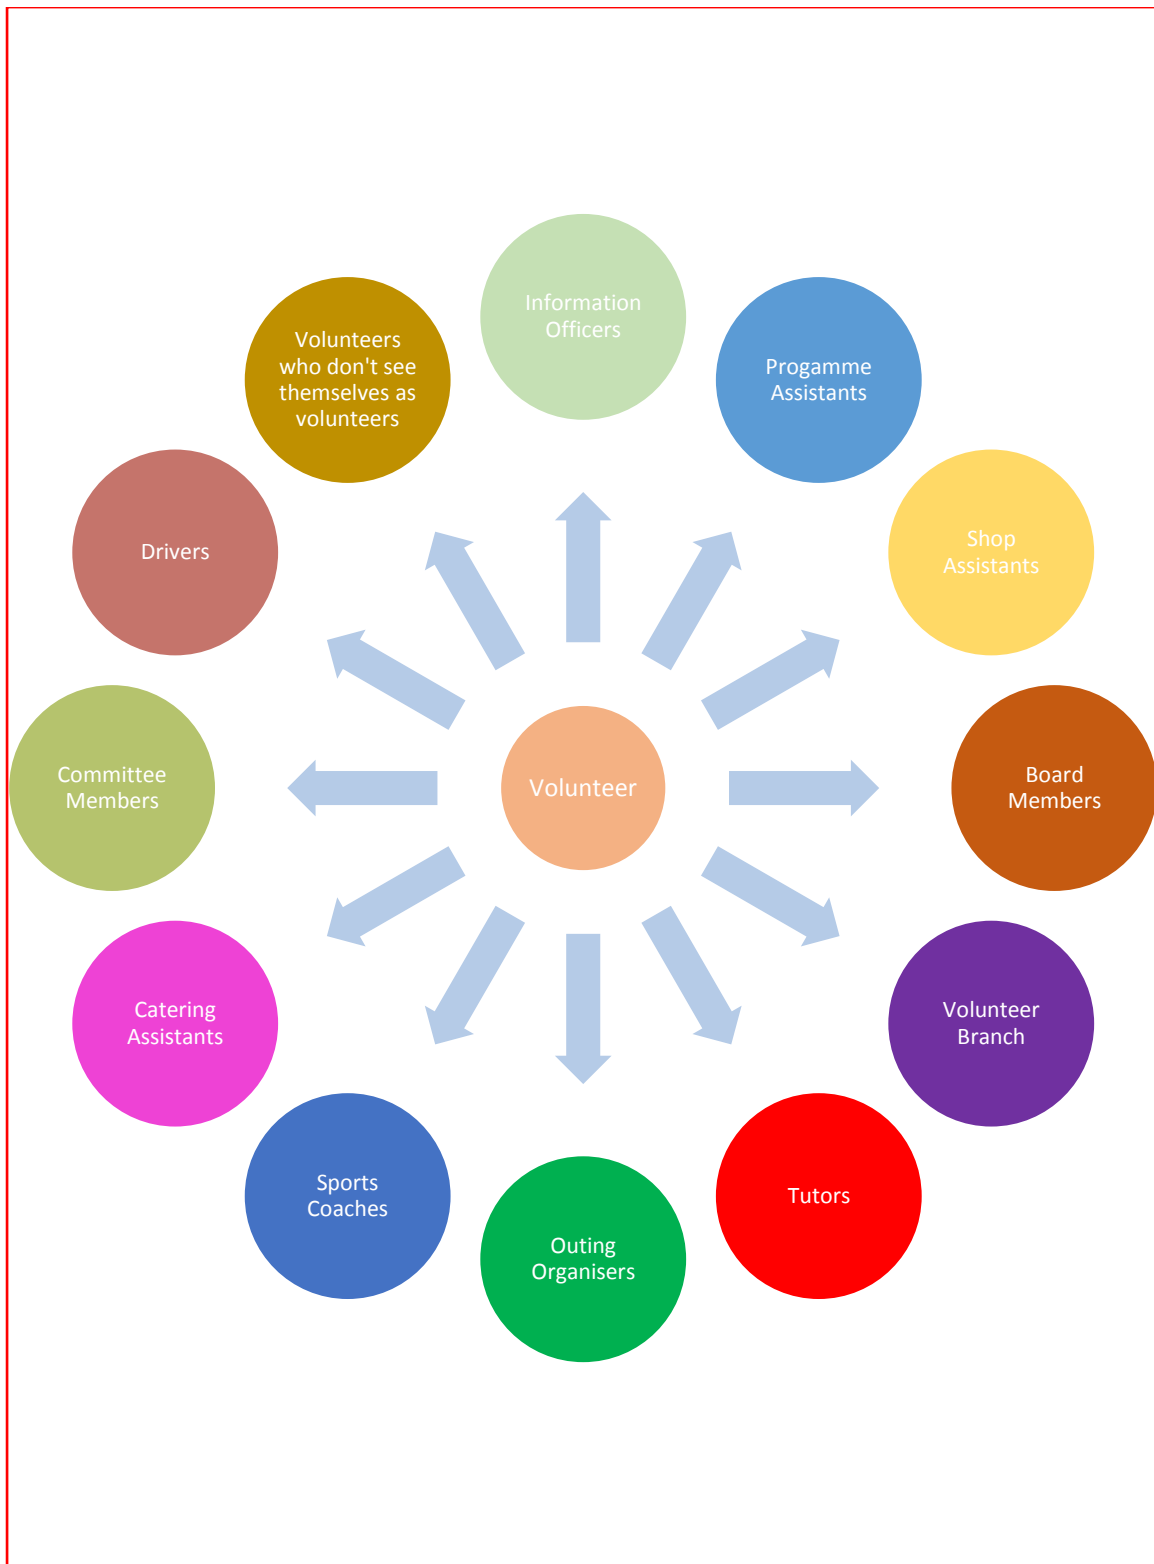 Information
Officers
Progamme
Assistants
Shop
Assistants
Board
Members
Volunteer
Branch
Tutors
Outing
Organisers
Sports
Coaches
Catering
Assistants
Committee
Members
Drivers
Volunteers
who don't see
themselves as
volunteers
Volunteer